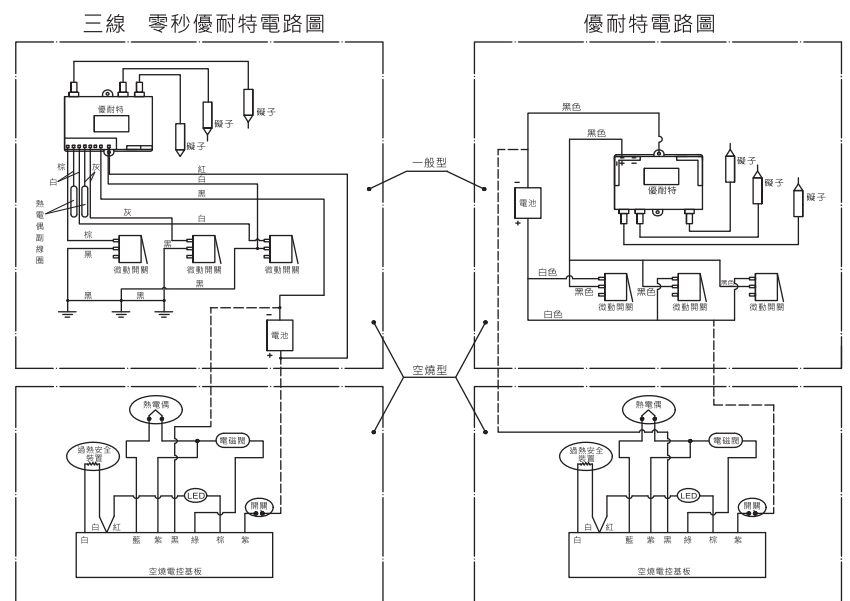 三線 零秒優耐特電路圖
優耐特電路圖
優耐特
礙子
礙子
礙子
棕
白
灰
紅
白
黑
熱電偶副線圈
灰
白
棕
黑
黑
微動開關
微動開關
微動開關
黑
黑
黑
電池
一般型
空燒型
黑色
黑色
優耐特
礙子
礙子
礙子
電池
白色
黑色
黑色
黑色
微動開關
微動開關
微動開關
白色
熱電偶
過熱安全
裝置
電磁閥
LED
開關
白 紅
白 藍 紫 黑 綠 棕 紫
空燒電控基板
熱電偶
過熱安全
裝置
電磁閥
LED
開關
白 紅
白 藍 紫 黑 綠 棕 紫
空燒電控基板